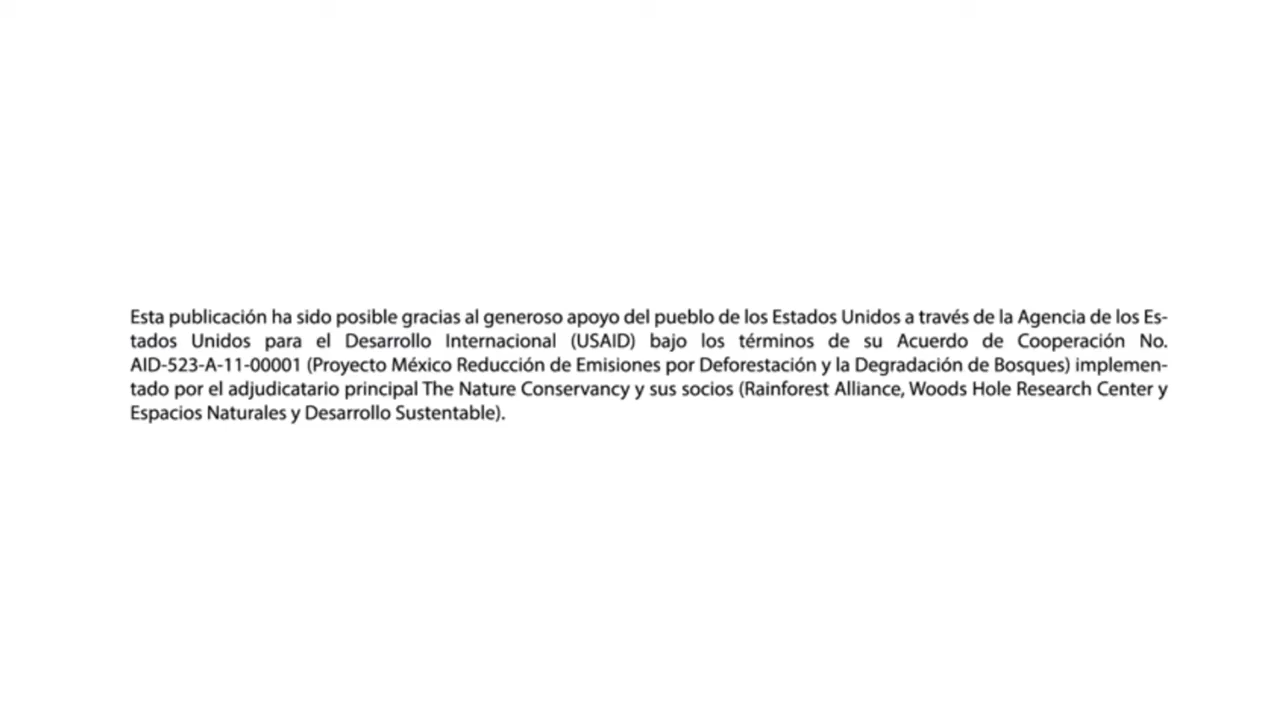 Esta publicación ha sido posible gracias al generoso apoyo del pueblo de los Estados Unidos a través de la Agencia de los Es-
tados Unidos para el Desarrollo Internacional (USAID) bajo los términos de su Acuerdo de Cooperación No.
AID-523-A-11-00001 (Proyecto México Reducción de Emisiones por Deforestación y la Degradación de Bosques) implemen-
tado por el adjudicatario principal The Nature Conservancy y sus socios (Rainforest Alliance, Woods Hole Research Center y
Espacios Naturales y Desarrollo Sustentable).